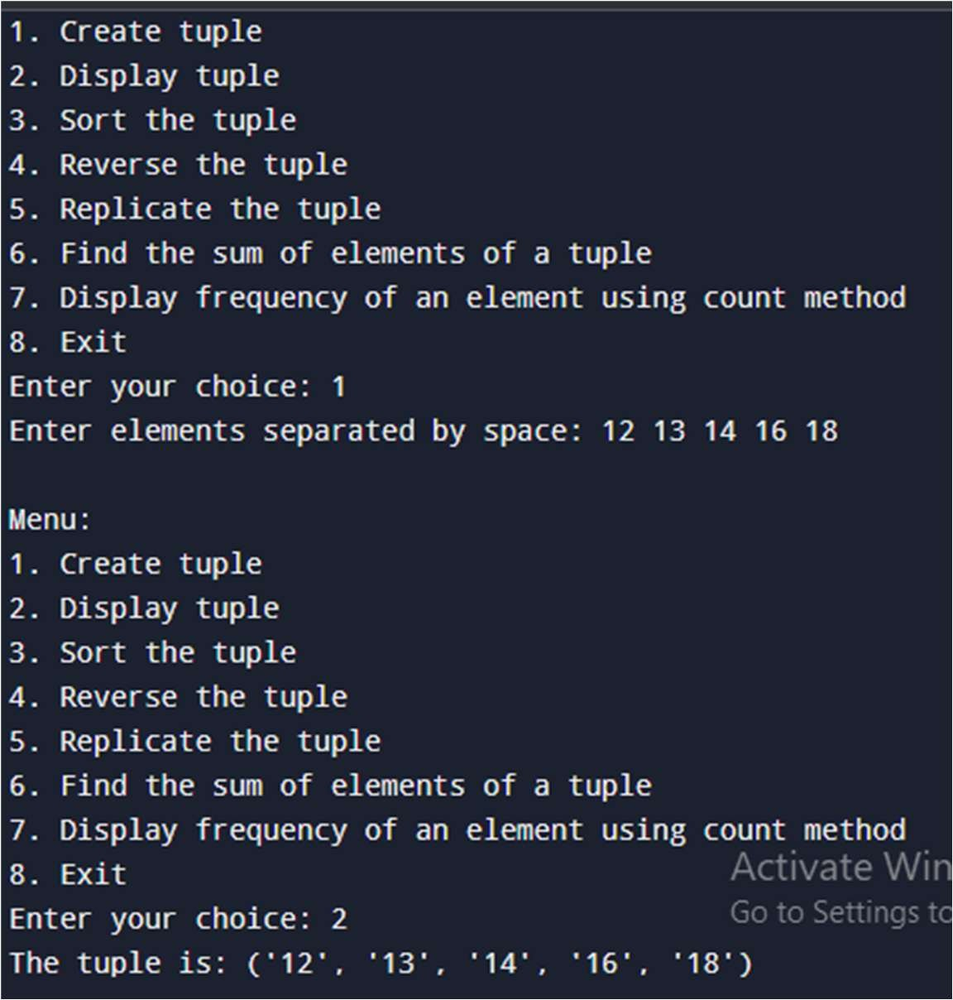 1. Create tuple
2. Display tuple
3. Sort the tuple
4. Reverse the tuple
5. Replicate the tuple
6. Find the sum of elements of a tuple
7. Display frequency of an element using count method
8. Exit
Enter your choice: 1
Enter elements separated by space: 12 13 14 16 18
Menu:
1. Create tuple
2. Display tuple
3. Sort the tuple
4. Reverse the tuple
5. Replicate the tuple
6. Find the sum of elements of a tuple
7. Display frequency of an element using count method
Activate Win
8. Exit
Go to Settings to
Enter your choice: 2
The tuple is: ('12', '13', '14', '16', '18')